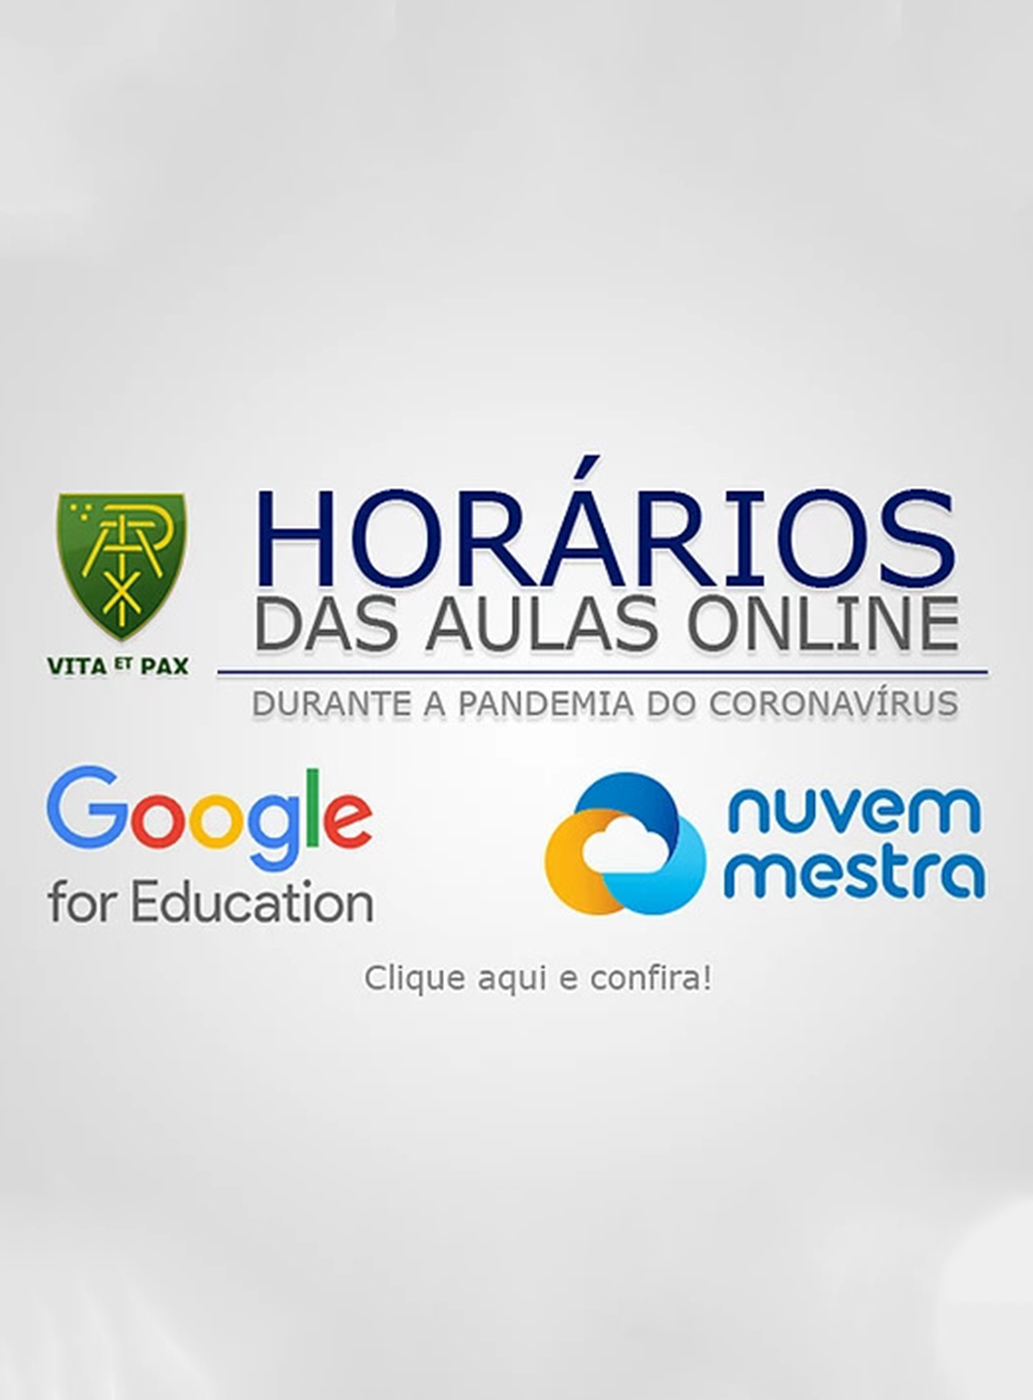 HORÁRIOS
DAS AULAS ONLINE
VITA ET PAX
DURANTE A PANDEMIA DO CORONAVÍRUS
Google
for Education
nuvem
mestra
Clique aqui e confira!